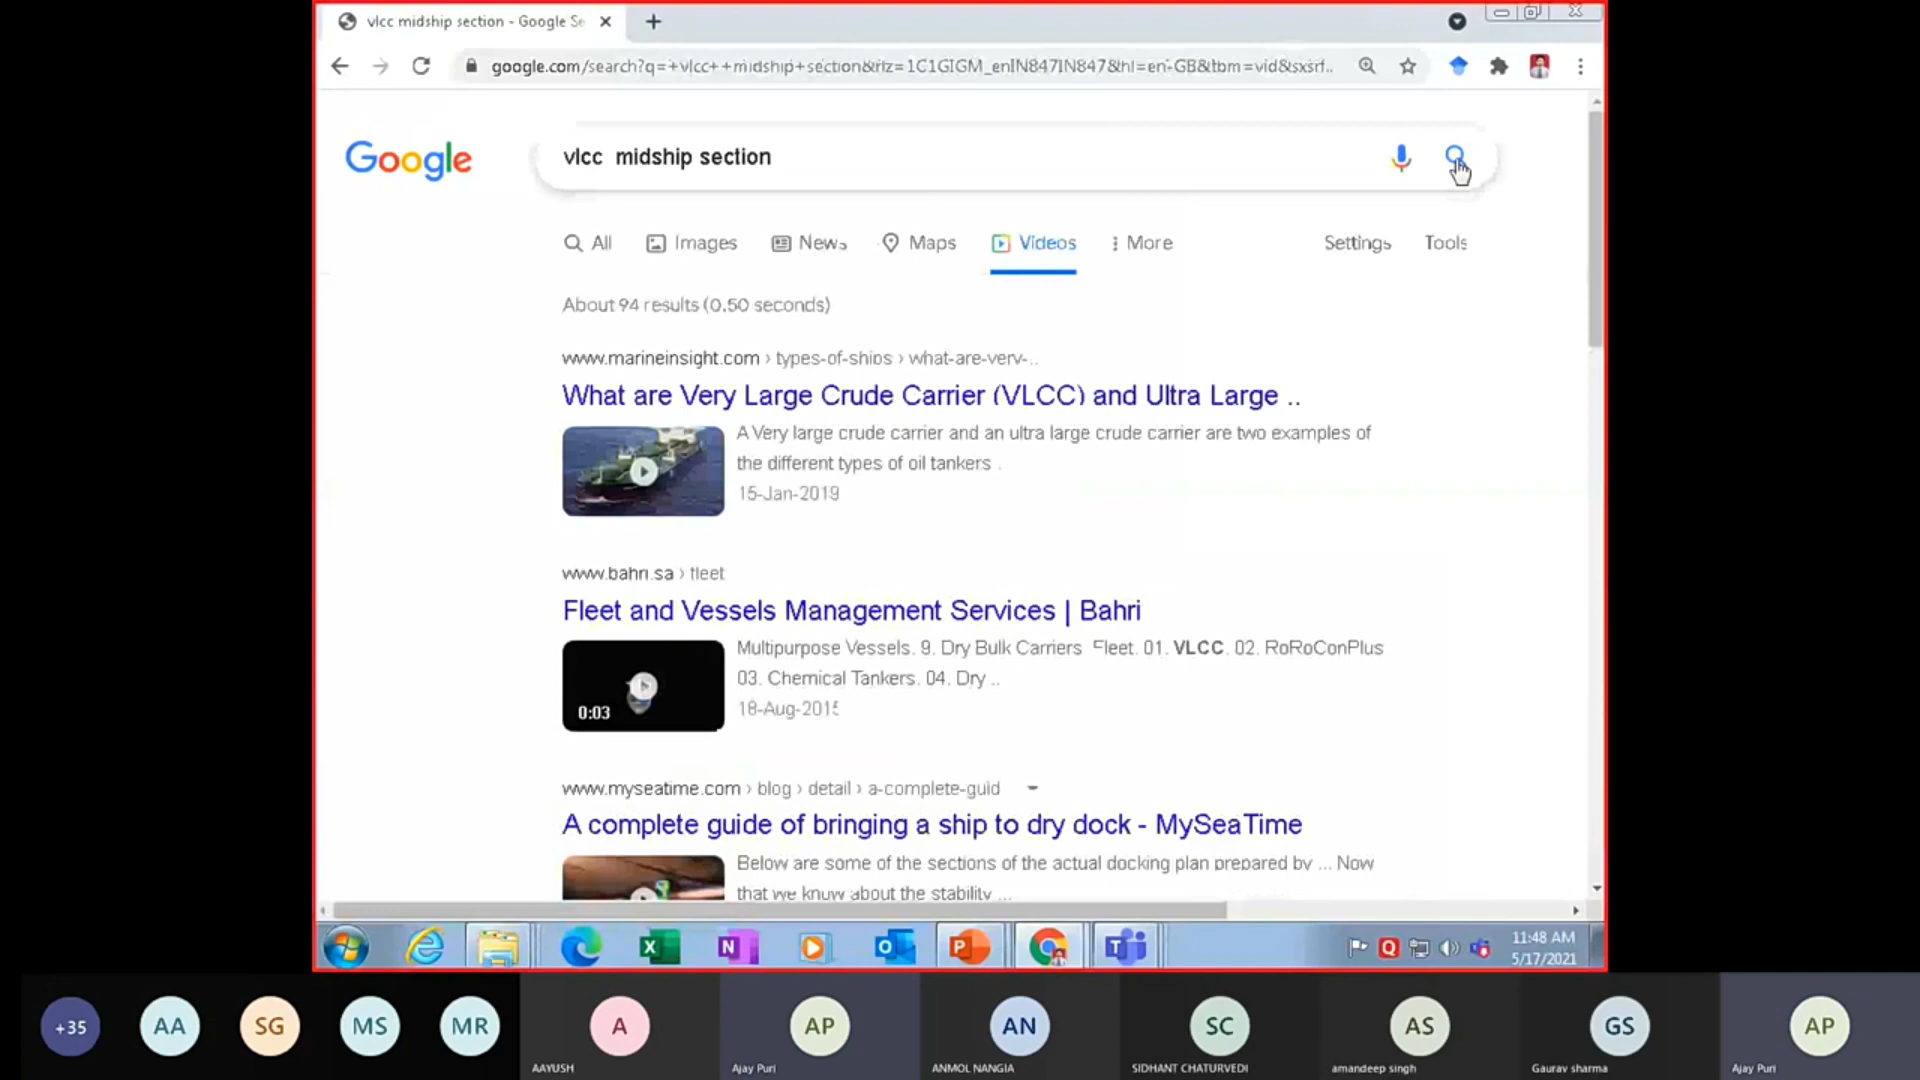 vlcc midship section - Google Se
google.com/search?q=+vlcc++midship+section&rlz=1C1GIGM_enIN847IN847&hl=en-GB&tbm=vid&sxsrf..
Google
vlcc midship section
All Images News Maps Videos More Settings Tools
About 94 results (0.50 seconds)
www.marineinsight.com › types-of-ships › what-are-very-..
What are Very Large Crude Carrier (VLCC) and Ultra Large ..
A Very large crude carrier and an ultra large crude carrier are two examples of
the different types of oil tankers .
15-Jan-2019
www.bahri.sa › fleet
Fleet and Vessels Management Services | Bahri
Multipurpose Vessels. 9. Dry Bulk Carriers Fleet. 01. VLCC. 02. RoRoConPlus
03. Chemical Tankers. 04. Dry ..
0:03
18-Aug-2015
www.myseatime.com › blog › detail › a-complete-guid
A complete guide of bringing a ship to dry dock - MySeaTime
Below are some of the sections of the actual docking plan prepared by ... Now
that we know about the stability ...
11:48 AM
5/17/2021
+35 AA SG MS MR A AP AN SC AS GS AP
AAYUSH Ajay Puri ANMOL NANGIA SIDHANT CHATURVEDI amandeep singh Gaurav sharma Ajay Puri